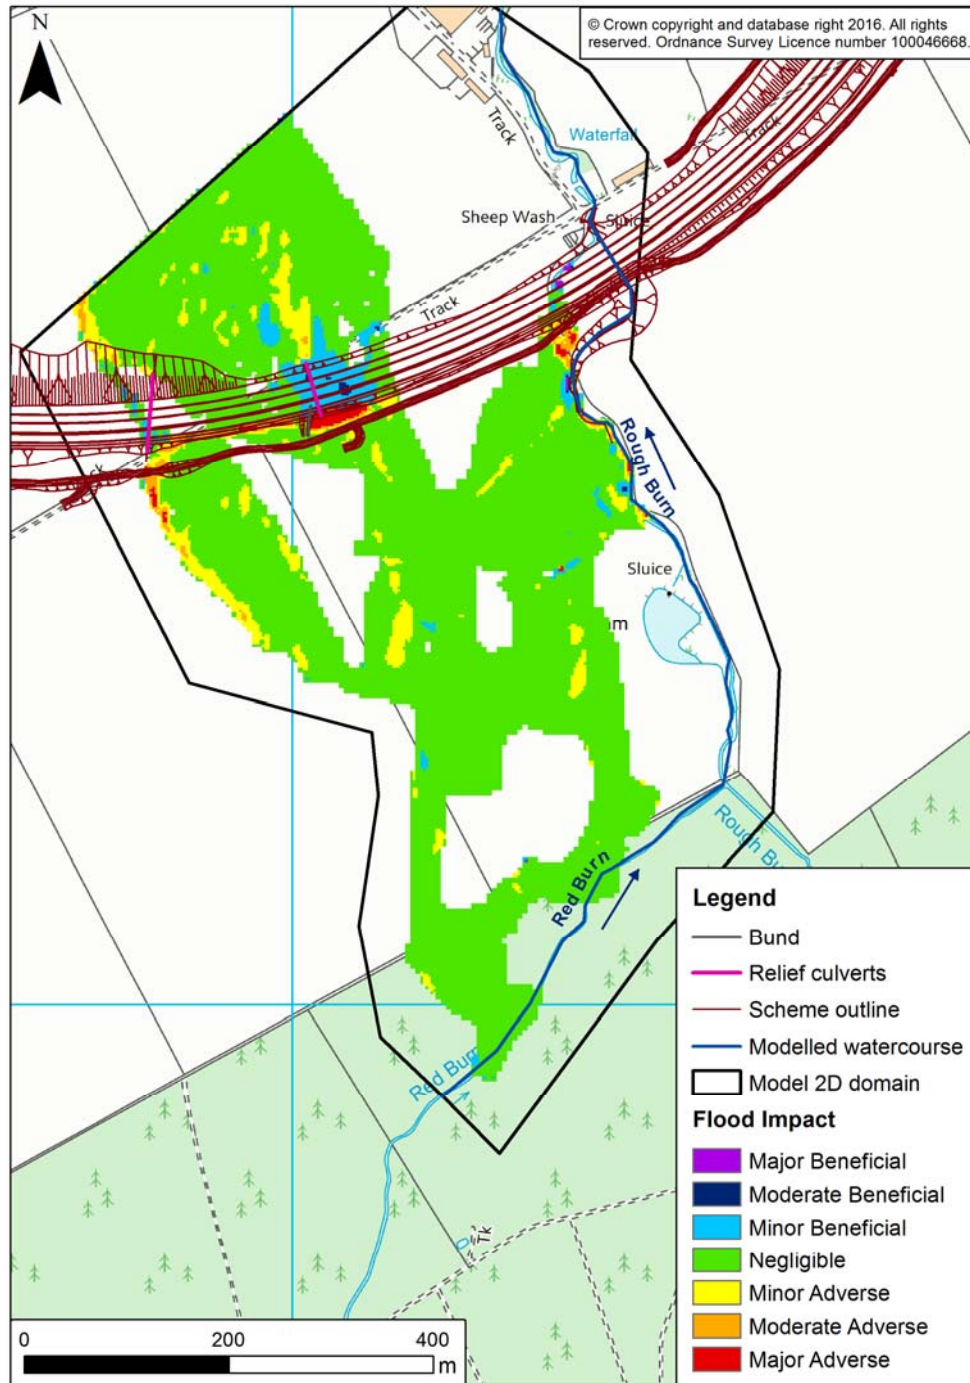 N
© Crown copyright and database right 2016. All rights
reserved. Ordnance Survey Licence number 100046668.
Track
Waterfall
Track
Sheep Wash
Sluice
Track
Rough Burn
Sluice
Red Burn
Rough Bu
Red Burn
Tk
Legend
Bund
Relief culverts
Scheme outline
Modelled watercourse
Model 2D domain
Flood Impact
Major Beneficial
Moderate Beneficial
Minor Beneficial
Negligible
Minor Adverse
Moderate Adverse
Major Adverse
0 200 400
m